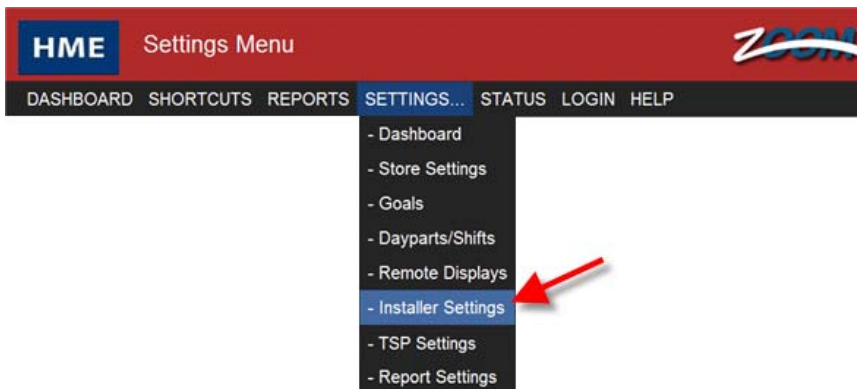 HME Settings Menu ZOOM
DASHBOARD SHORTCUTS REPORTS SETTINGS... STATUS LOGIN HELP
- Dashboard
- Store Settings
- Goals
- Dayparts/Shifts
- Remote Displays
- Installer Settings
- TSP Settings
- Report Settings